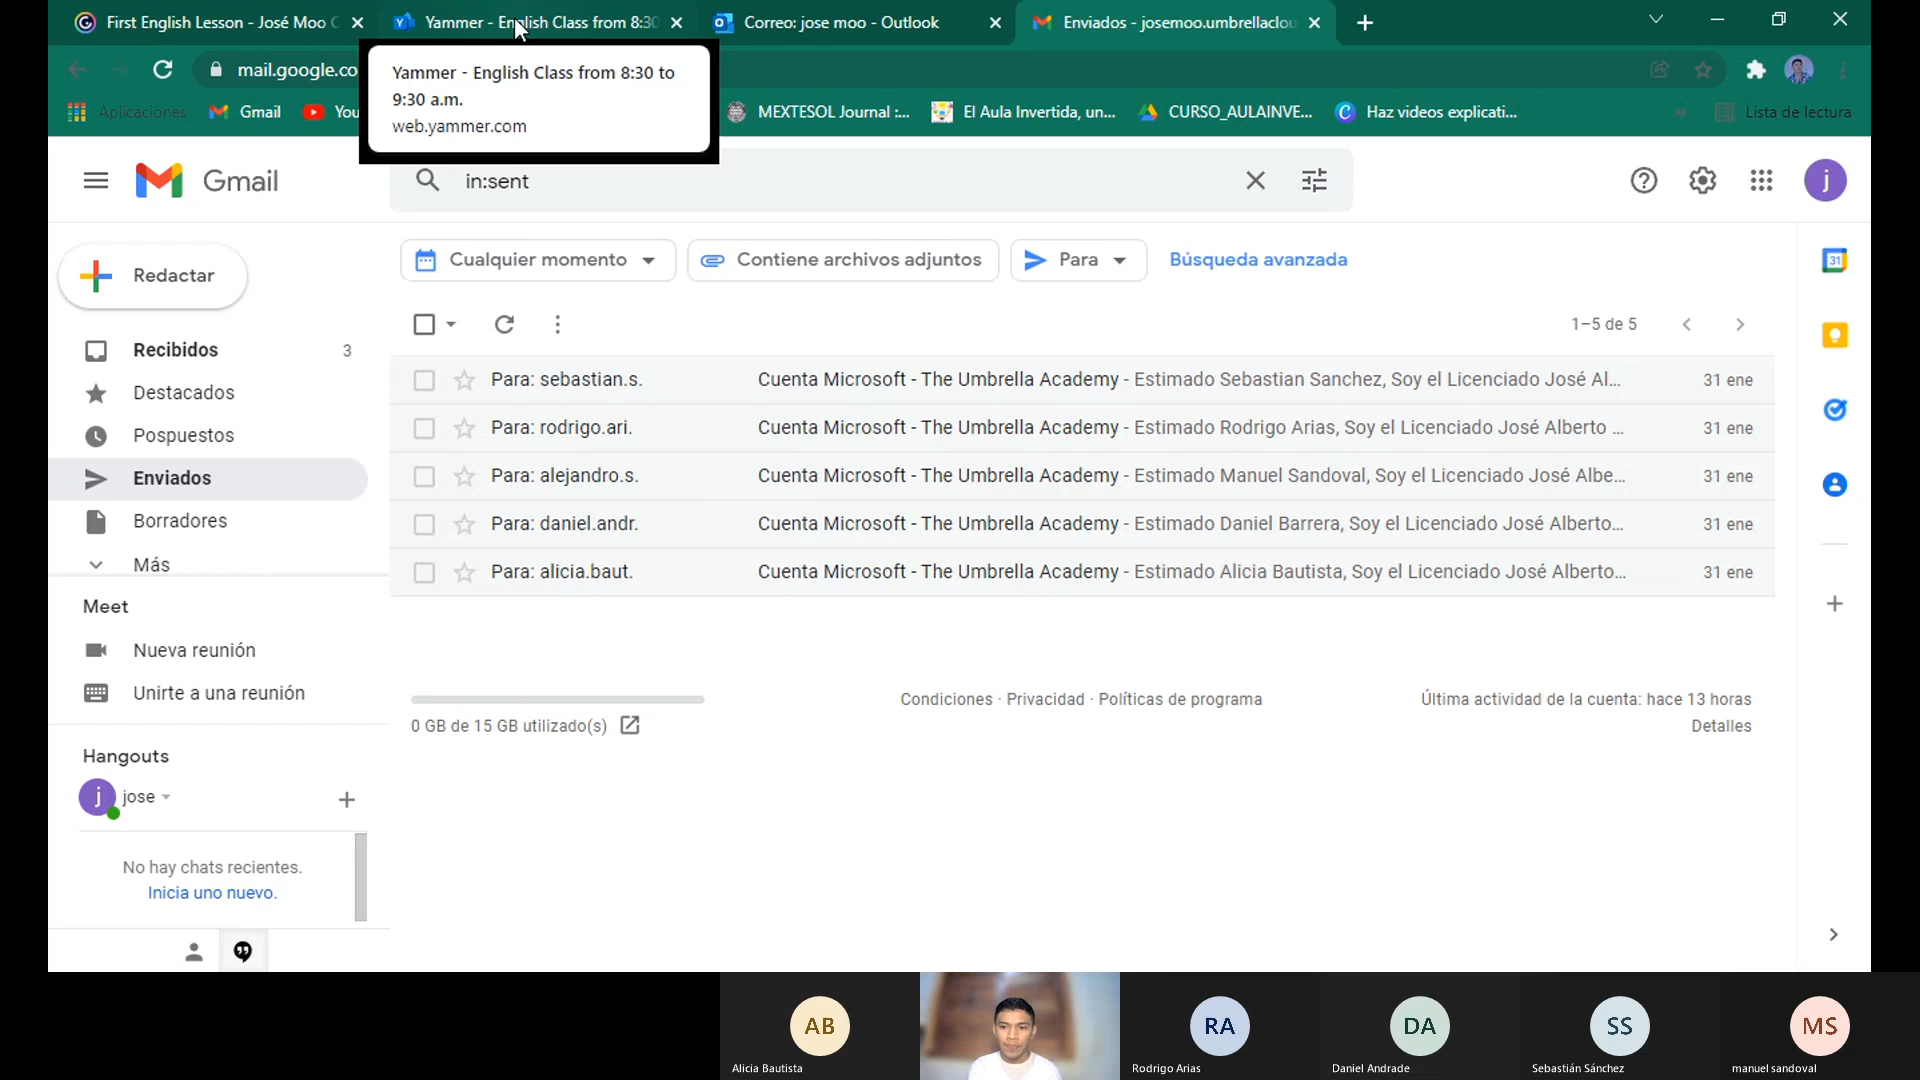 First English Lesson - José Moo C
Yammer - English Class from 8:30
Correo: jose moo - Outlook
Enviados - josemoo.umbrellaclou
mail.google.co
Yammer - English Class from 8:30 to
9:30 a.m.
web.yammer.com
Aplicaciones
Gmail
You
MEXTESOL Journal :...
El Aula Invertida, un...
CURSO_AULAINVE...
Haz videos explicati...
Lista de lectura
Gmail
in:sent
j
Redactar
Cualquier momento
Contiene archivos adjuntos
Para
Búsqueda avanzada
1–5 de 5
Recibidos 3
Destacados
Pospuestos
Enviados
Borradores
Más
Para: sebastian.s. Cuenta Microsoft - The Umbrella Academy - Estimado Sebastian Sanchez, Soy el Licenciado José Al... 31 ene
Para: rodrigo.ari. Cuenta Microsoft - The Umbrella Academy - Estimado Rodrigo Arias, Soy el Licenciado José Alberto ... 31 ene
Para: alejandro.s. Cuenta Microsoft - The Umbrella Academy - Estimado Manuel Sandoval, Soy el Licenciado José Albe... 31 ene
Para: daniel.andr. Cuenta Microsoft - The Umbrella Academy - Estimado Daniel Barrera, Soy el Licenciado José Alberto... 31 ene
Para: alicia.baut. Cuenta Microsoft - The Umbrella Academy - Estimado Alicia Bautista, Soy el Licenciado José Alberto... 31 ene
31
Meet
Nueva reunión
Unirte a una reunión
0 GB de 15 GB utilizado(s)
Condiciones · Privacidad · Políticas de programa
Última actividad de la cuenta: hace 13 horas
Detalles
Hangouts
j jose
No hay chats recientes.
Inicia uno nuevo.
AB
Alicia Bautista
RA
Rodrigo Arias
DA
Daniel Andrade
SS
Sebastián Sánchez
MS
manuel sandoval